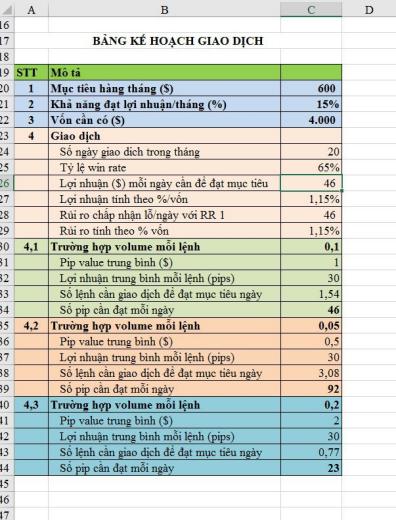 A B C D
16
17 BẢNG KẾ HOẠCH GIAO DỊCH
18
19 STT Mô tả
20 1 Mục tiêu hàng tháng ($) 600
21 2 Khả năng đạt lợi nhuận/tháng (%) 15%
22 3 Vốn cần có ($) 4.000
23 4 Giao dịch
24 Số ngày giao dich trong tháng 20
25 Tỷ lệ win rate 65%
26 Lợi nhuận ($) mỗi ngày cần để đạt mục tiêu 46
27 Lợi nhuận tính theo %/vốn 1,15%
28 Rủi ro chấp nhận lỗ/ngày với RR 1 46
29 Rủi ro tính theo % vốn 1,15%
30 4,1 Trường hợp volume mỗi lệnh 0,1
31 Pip value trung bình ($) 1
32 Lợi nhuận trung bình mỗi lệnh (pips) 30
33 Số lệnh cần giao dịch để đạt mục tiêu ngày 1,54
34 Số pip cần đạt mỗi ngày 46
35 4,2 Trường hợp volume mỗi lệnh 0,05
36 Pip value trung bình ($) 0,5
37 Lợi nhuận trung bình mỗi lệnh (pips) 30
38 Số lệnh cần giao dịch để đạt mục tiêu ngày 3,08
39 Số pip cần đạt mỗi ngày 92
40 4,3 Trường hợp volume mỗi lệnh 0,2
41 Pip value trung bình ($) 2
42 Lợi nhuận trung bình mỗi lệnh (pips) 30
43 Số lệnh cần giao dịch để đạt mục tiêu ngày 0,77
44 Số pip cần đạt mỗi ngày 23
45
46
47